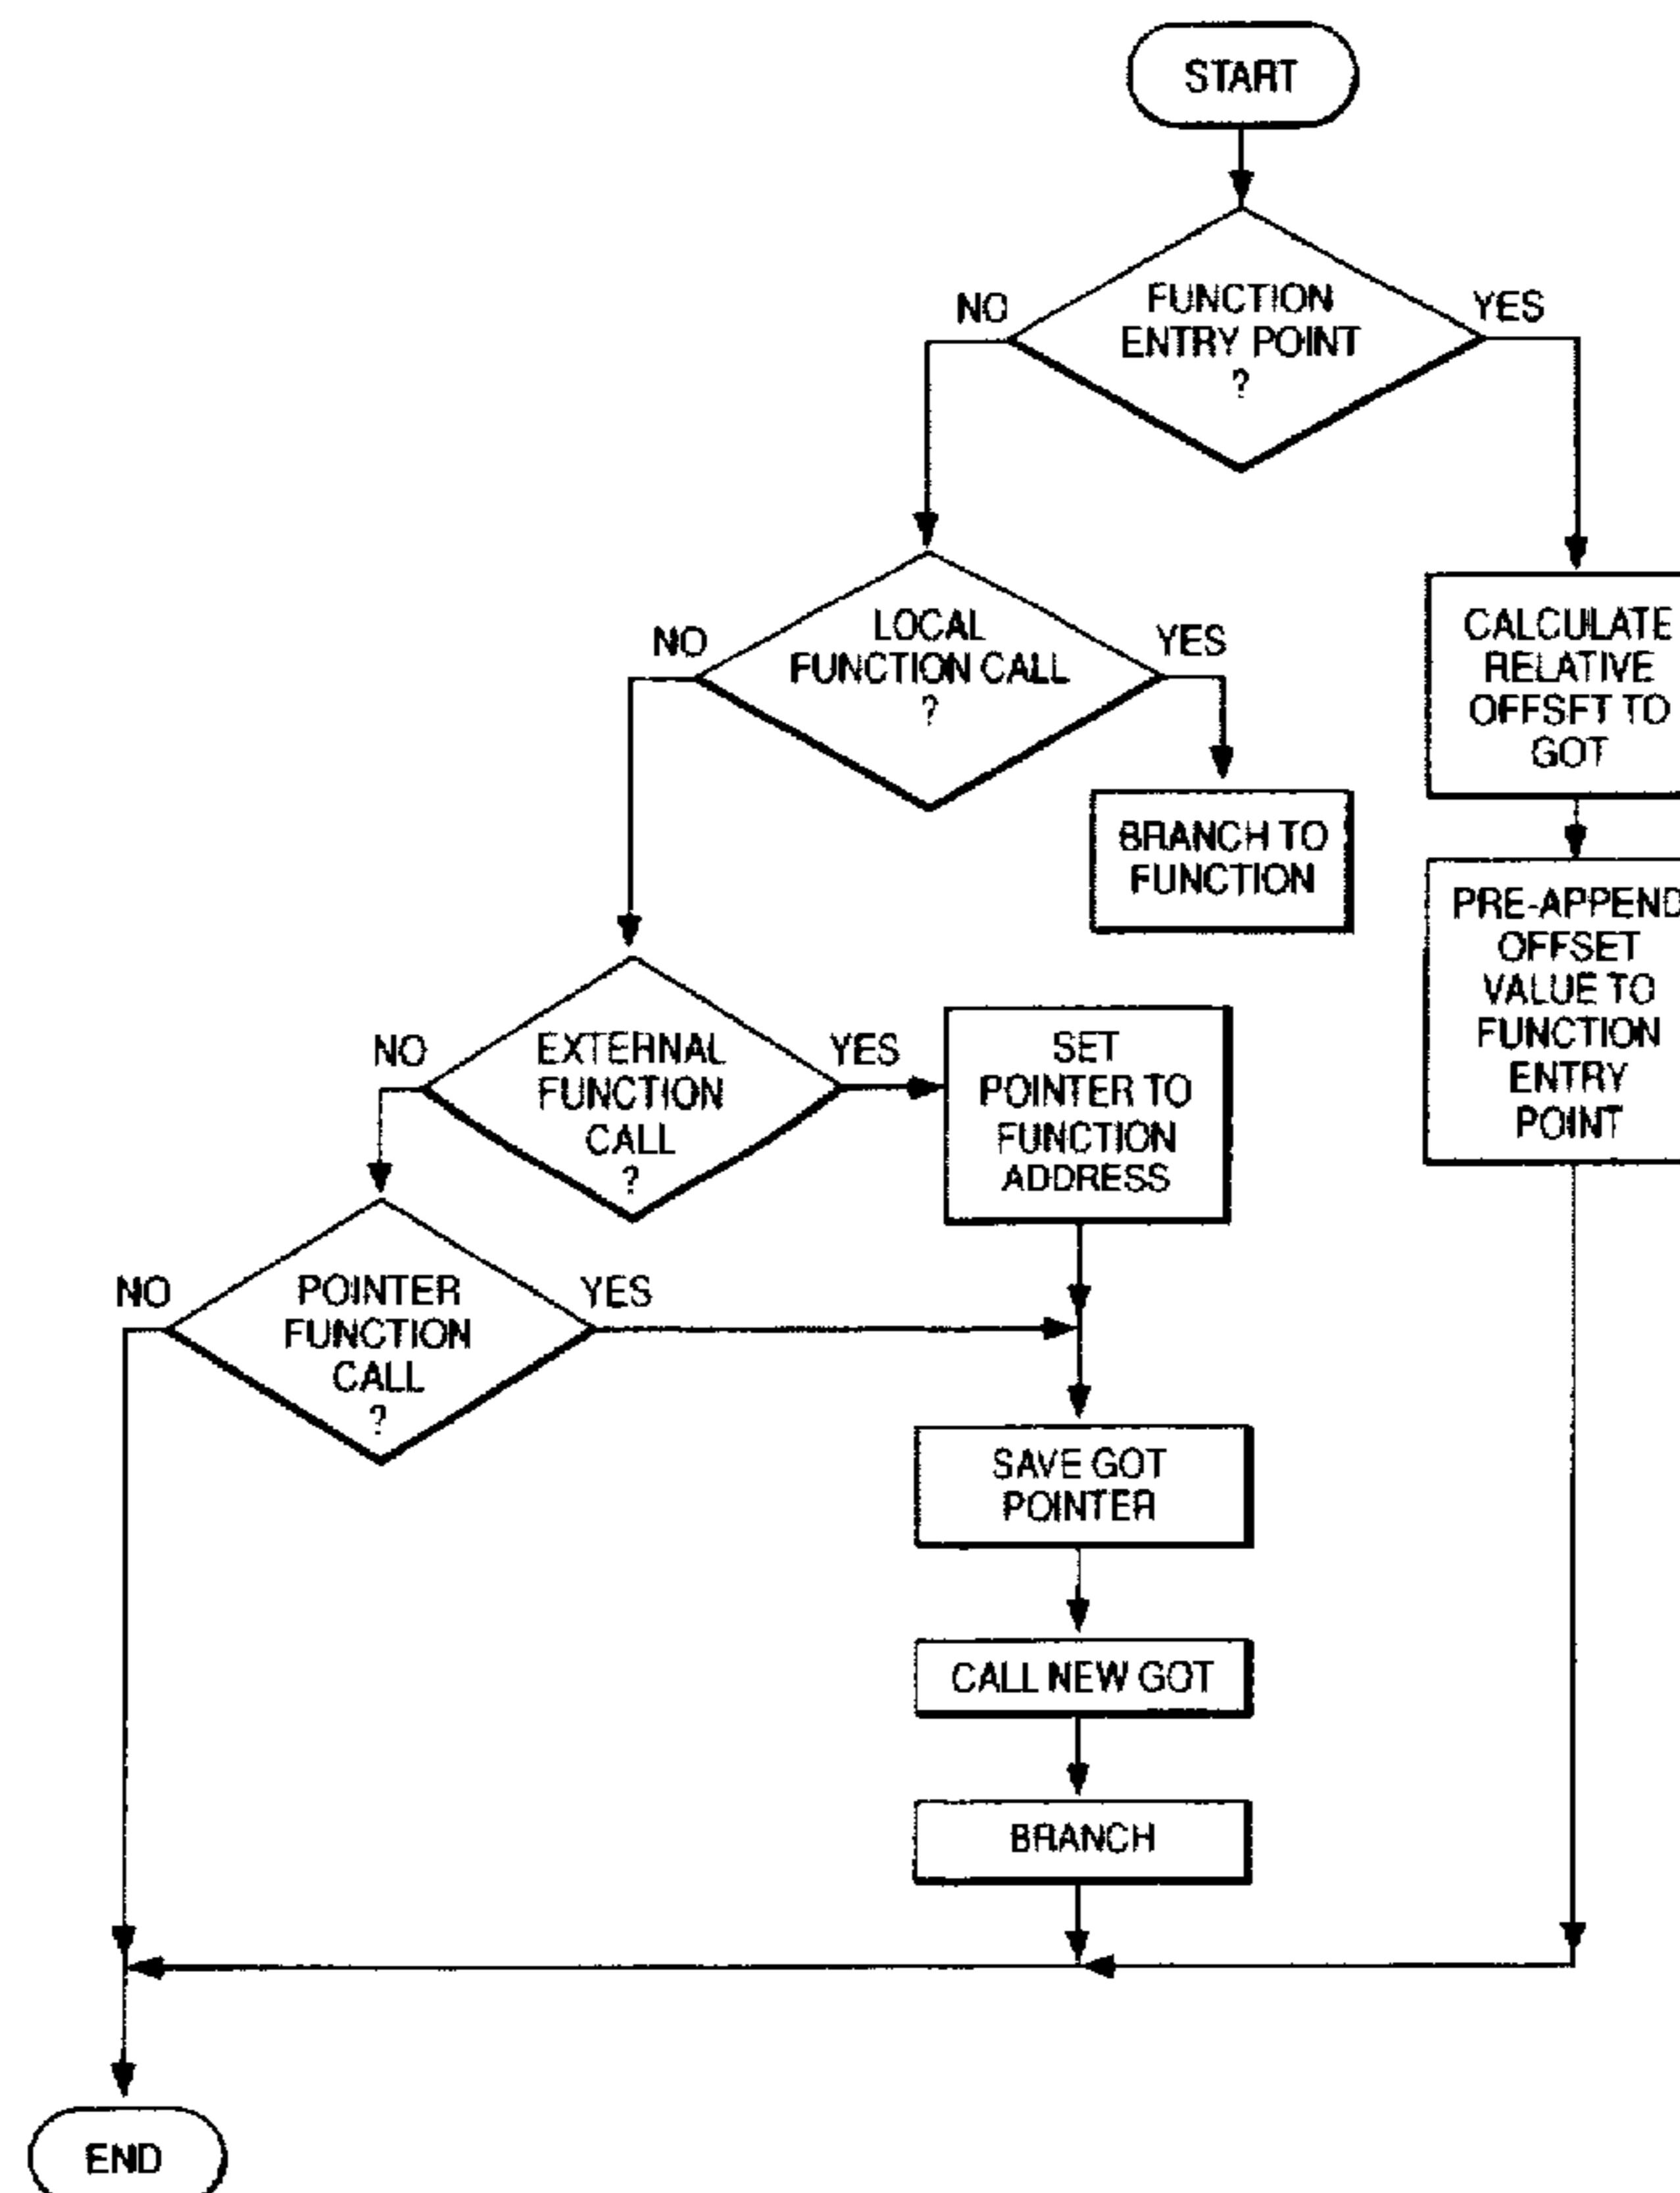 START
FUNCTION
ENTRY POINT
?
NO
YES
LOCAL
FUNCTION CALL
?
NO
YES
CALCULATE
RELATIVE
OFFSET TO
GOT
BRANCH TO
FUNCTION
PRE-APPEND
OFFSET
VALUE TO
FUNCTION
ENTRY
POINT
EXTERNAL
FUNCTION
CALL
?
NO
YES
SET
POINTER TO
FUNCTION
ADDRESS
POINTER
FUNCTION
CALL
?
NO
YES
SAVE GOT
POINTER
CALL NEW GOT
BRANCH
END